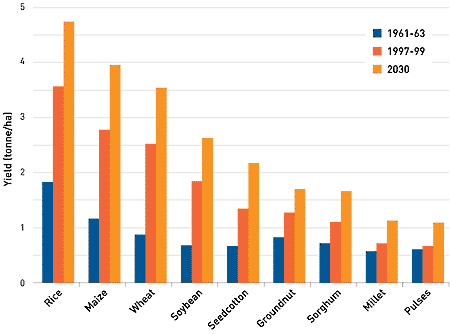 5
4
3
2
1
0
Yield (tonne/ha)
1961-63
1997-99
2030
Rice
Maize
Wheat
Soybean
Seedcotton
Groundnut
Sorghum
Millet
Pulses